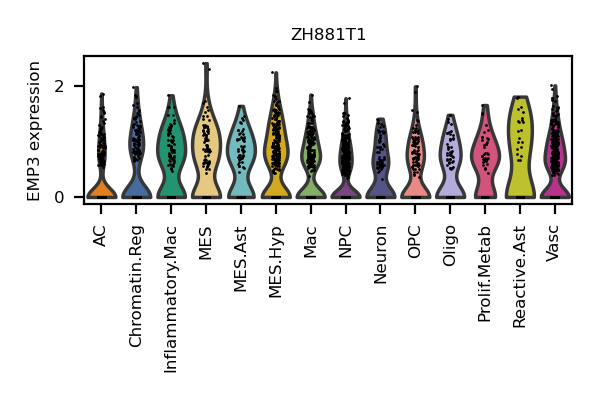 ZH881T1
EMP3 expression
2
0
AC
Chromatin.Reg
Inflammatory.Mac
MES
MES.Ast
MES.Hyp
Mac
NPC
Neuron
OPC
Oligo
Prolif.Metab
Reactive.Ast
Vasc